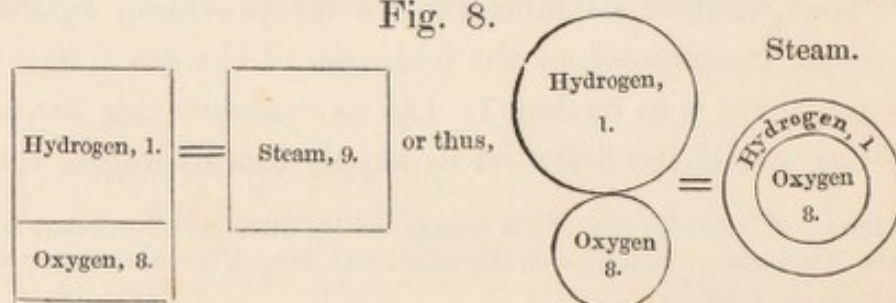 Fig. 8.
Steam.
Hydrogen, 1.
Oxygen, 8.
Steam, 9.
or thus,
Hydrogen,
1.
Oxygen
8.
Hydrogen, 1
Oxygen
8.